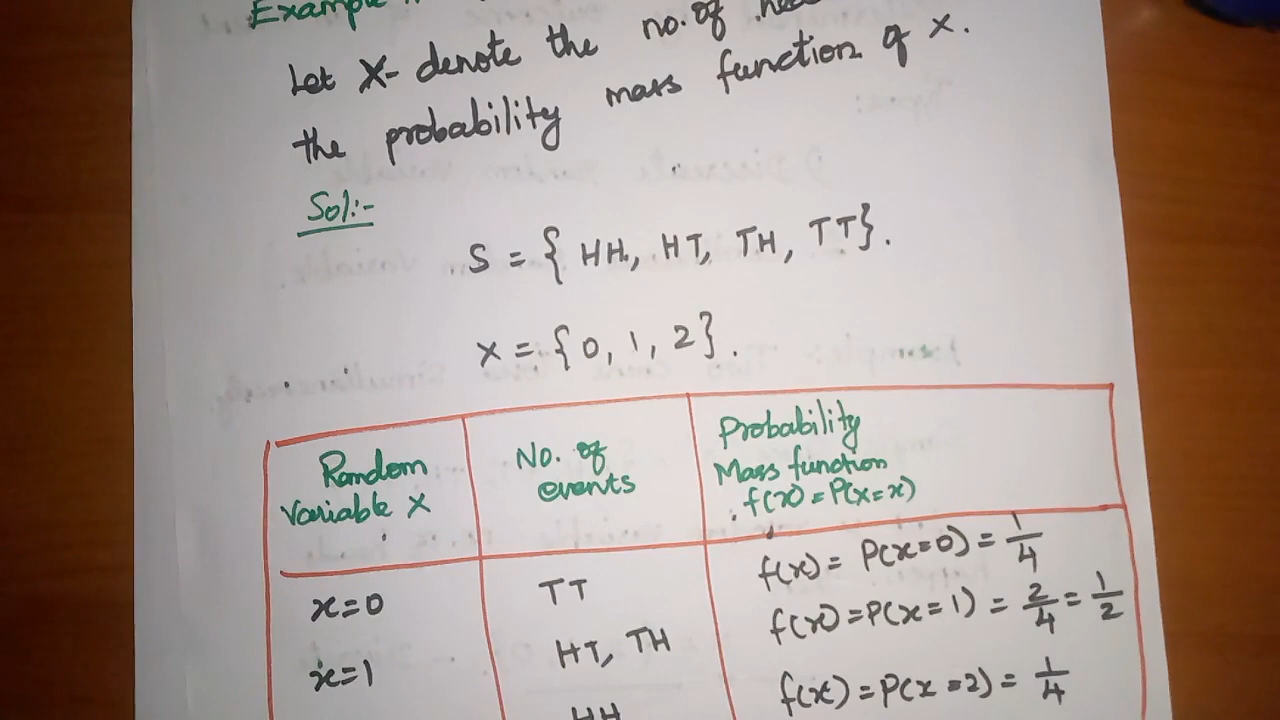 Example
Let X- denote the no. of
the probability mass function of X.
Sol:-
S = { HH, HT, TH, TT}.
X = {0, 1, 2}.
Random Variable X
No. of events
Probability Mass function f(x) = P(X=x)
x=0
TT
f(x) = P(x=0) = 1/4
x=1
HT, TH
f(x) = P(x=1) = 2/4 = 1/2
HH
f(x) = P(x=2) = 1/4